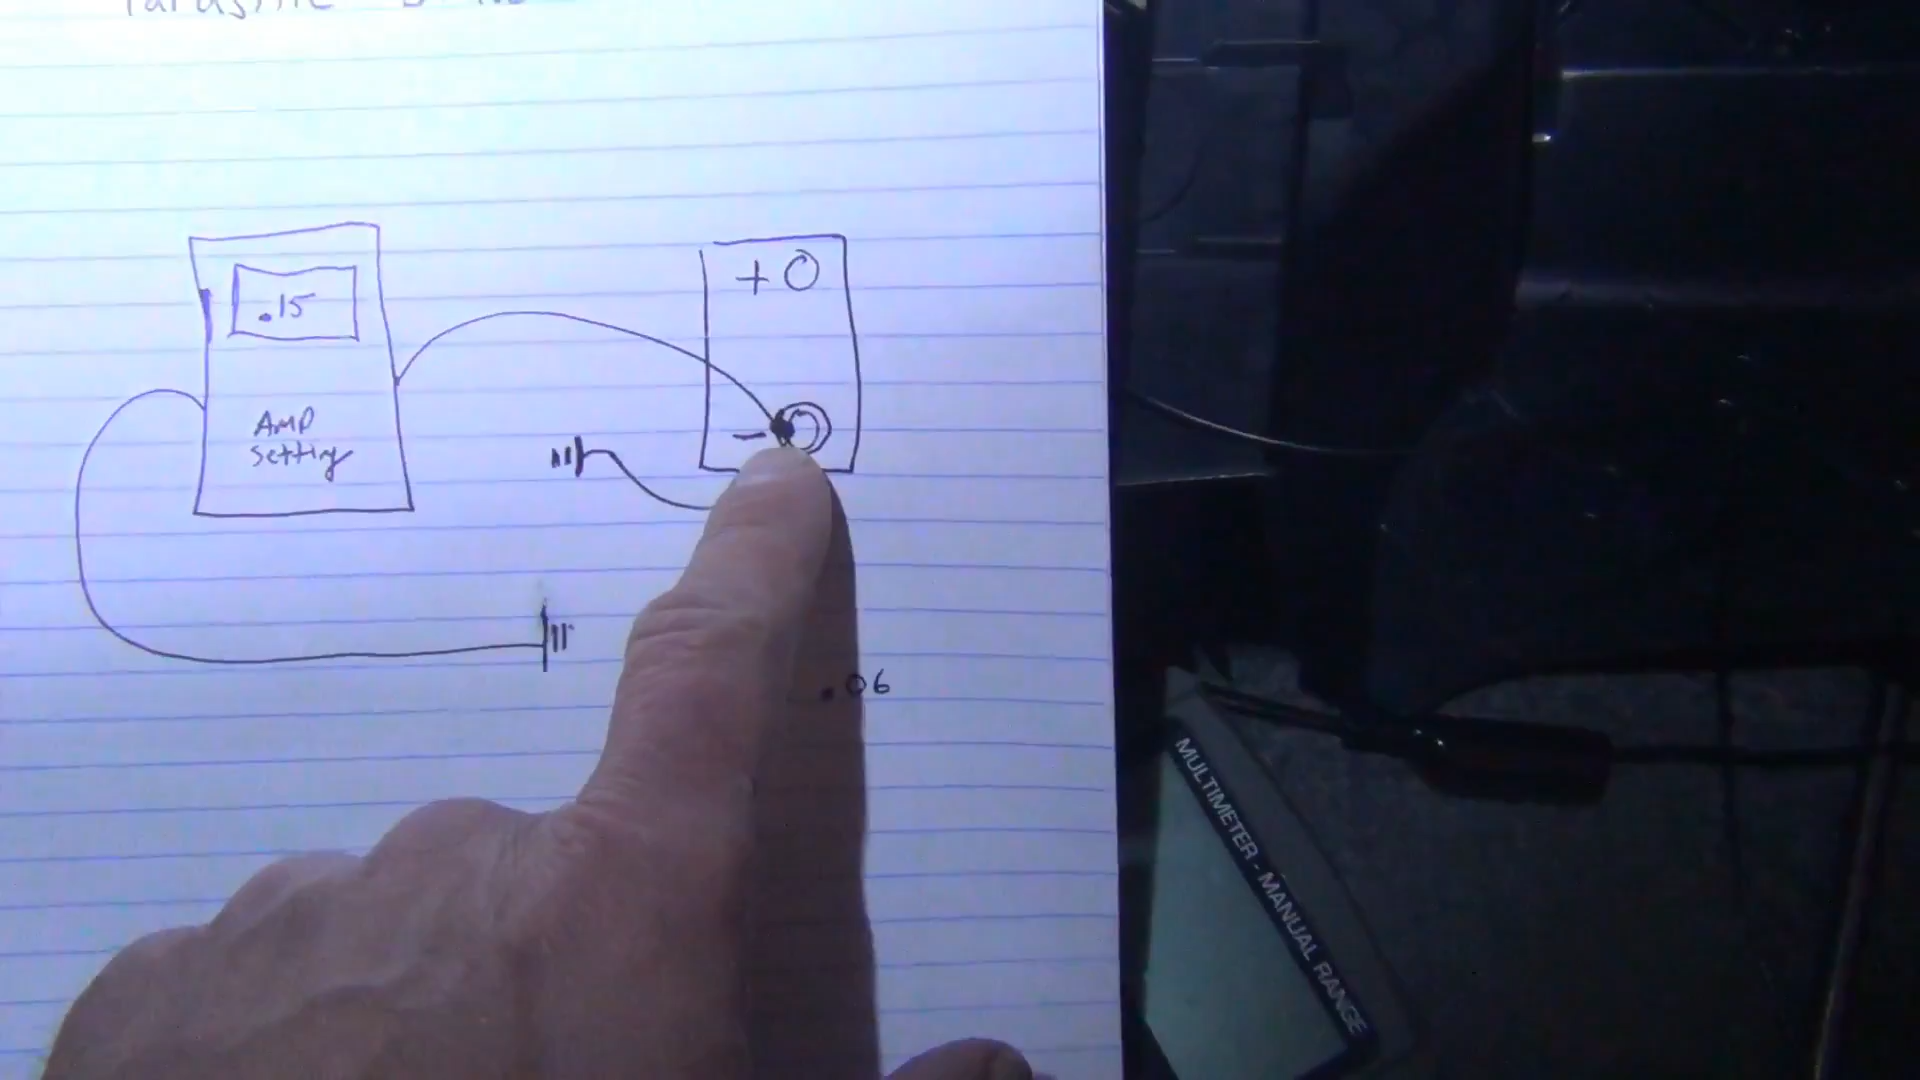 .15
+
AMP
setting
-
.06
MULTIMETER - MANUAL RANGE